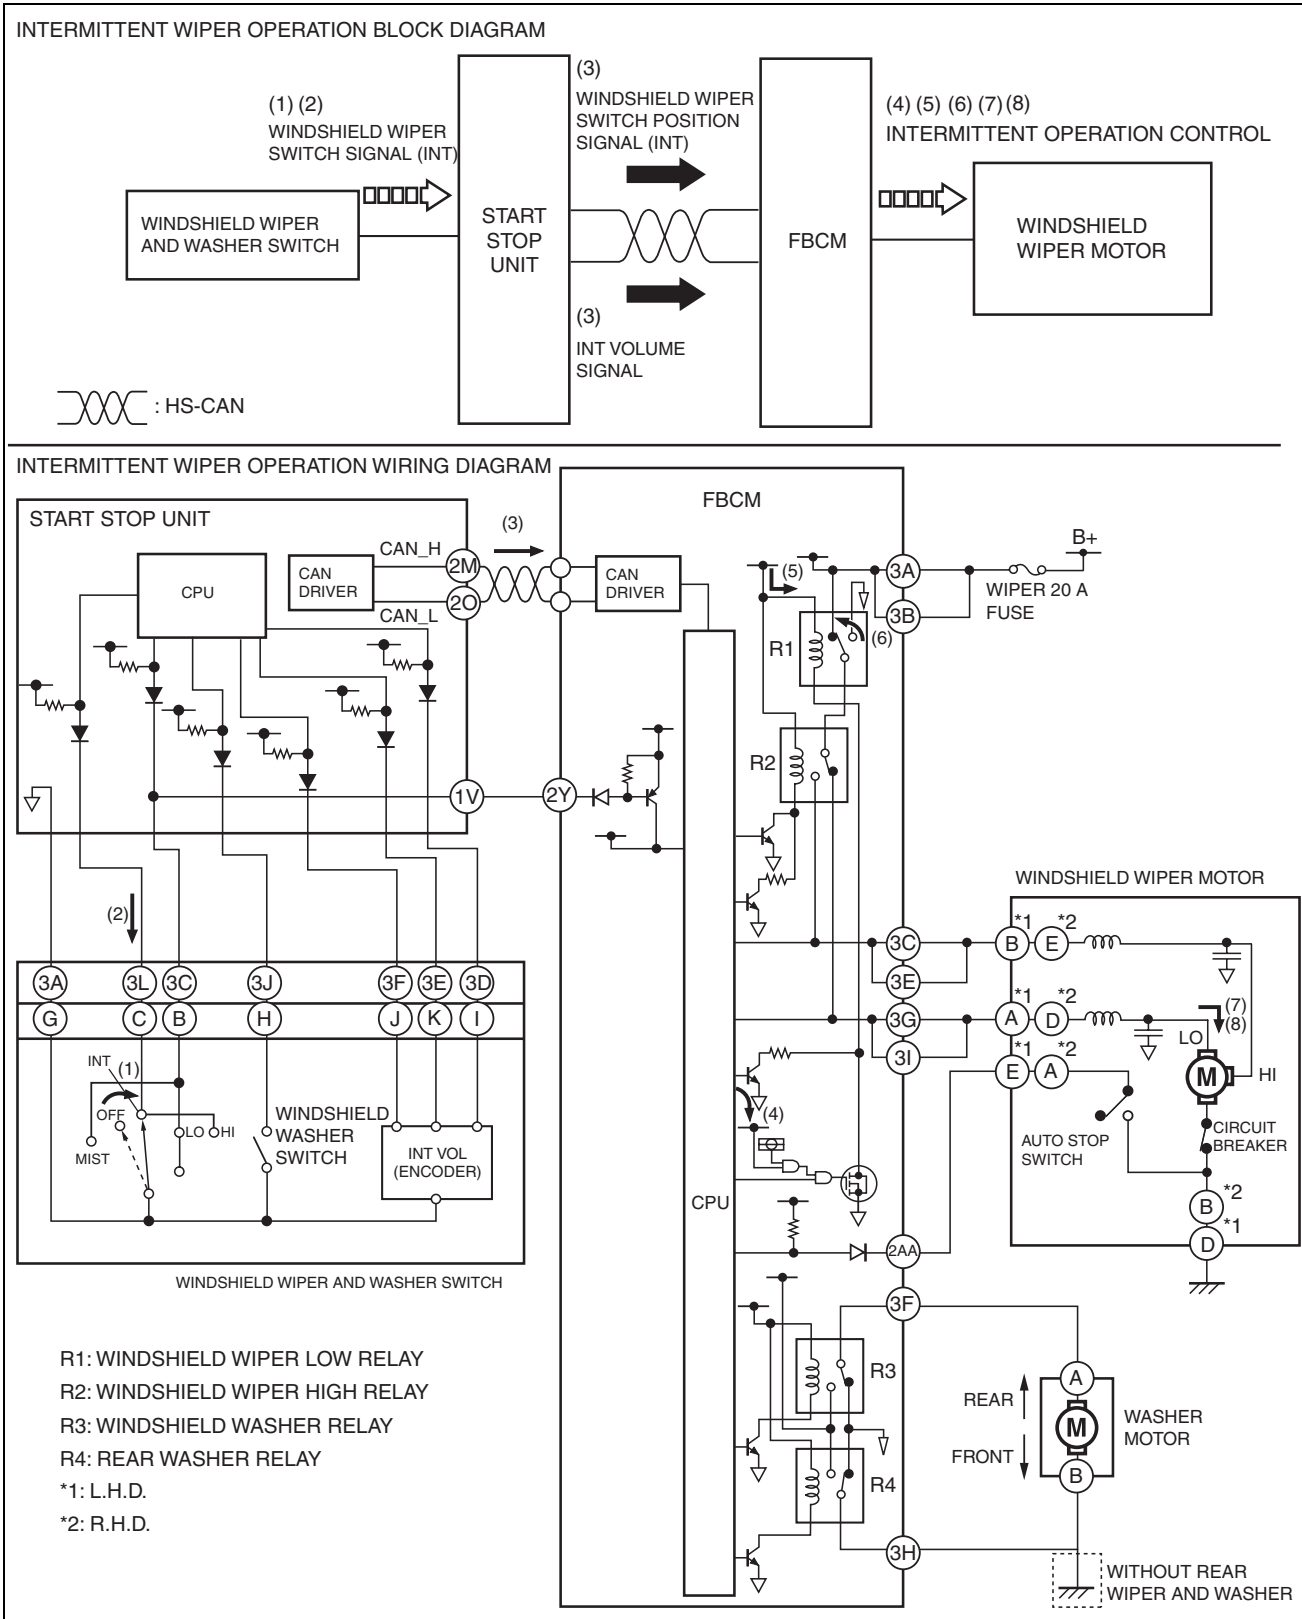 INTERMITTENT WIPER OPERATION BLOCK DIAGRAM
(1) (2)
WINDSHIELD WIPER
SWITCH SIGNAL (INT)
(3)
WINDSHIELD WIPER
SWITCH POSITION
SIGNAL (INT)
(4) (5) (6) (7) (8)
INTERMITTENT OPERATION CONTROL
WINDSHIELD WIPER
AND WASHER SWITCH
START
STOP
UNIT
FBCM
WINDSHIELD
WIPER MOTOR
(3)
INT VOLUME
SIGNAL
: HS-CAN
INTERMITTENT WIPER OPERATION WIRING DIAGRAM
START STOP UNIT
CPU
CAN
DRIVER
CAN_H
CAN_L
2M
2O
(3)
FBCM
CAN
DRIVER
(5)
R1
(6)
3A
3B
B+
WIPER 20 A
FUSE
R2
1V
2Y
(2)
3A
3L
3C
3J
3F
3E
3D
G
C
B
H
J
K
I
INT
(1)
OFF
MIST
LO
HI
WINDSHIELD
WASHER
SWITCH
INT VOL
(ENCODER)
WINDSHIELD WIPER AND WASHER SWITCH
CPU
(4)
3C
3E
3G
3I
2AA
3F
3H
R3
R4
WINDSHIELD WIPER MOTOR
*1
*2
B
E
*1
*2
A
D
*1
*2
E
A
(7)
(8)
LO
M
HI
AUTO STOP
SWITCH
CIRCUIT
BREAKER
B
*2
D
*1
REAR
FRONT
A
M
B
WASHER
MOTOR
WITHOUT REAR
WIPER AND WASHER
R1: WINDSHIELD WIPER LOW RELAY
R2: WINDSHIELD WIPER HIGH RELAY
R3: WINDSHIELD WASHER RELAY
R4: REAR WASHER RELAY
*1: L.H.D.
*2: R.H.D.